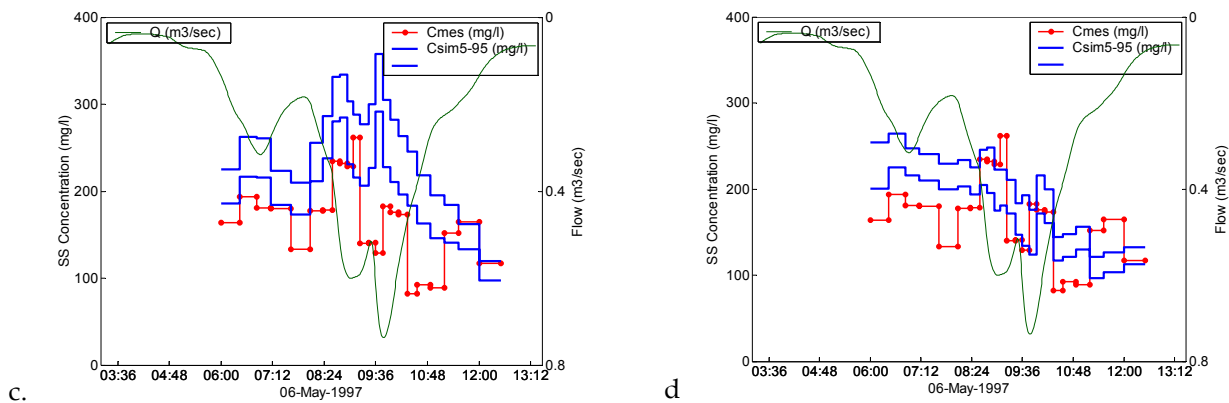 400
300
200
100
0
SS Concentration (mg/l)
Q (m3/sec)
Cmes (mg/l)
Csim5-95 (mg/l)
0
0.4
0.8
Flow (m3/sec)
03:36 04:48 06:00 07:12 08:24 09:36 10:48 12:00 13:12
06-May-1997
c.
400
300
200
100
0
SS Concentration (mg/l)
Q (m3/sec)
Cmes (mg/l)
Csim5-95 (mg/l)
0
0.4
0.8
Flow (m3/sec)
03:36 04:48 06:00 07:12 08:24 09:36 10:48 12:00 13:12
06-May-1997
d